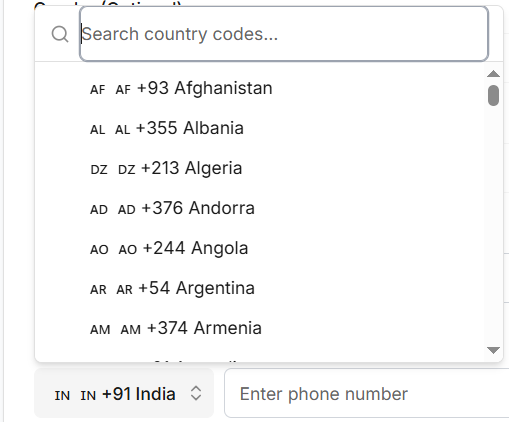 Search country codes...
AF AF +93 Afghanistan
AL AL +355 Albania
DZ DZ +213 Algeria
AD AD +376 Andorra
AO AO +244 Angola
AR AR +54 Argentina
AM AM +374 Armenia
IN IN +91 India
Enter phone number